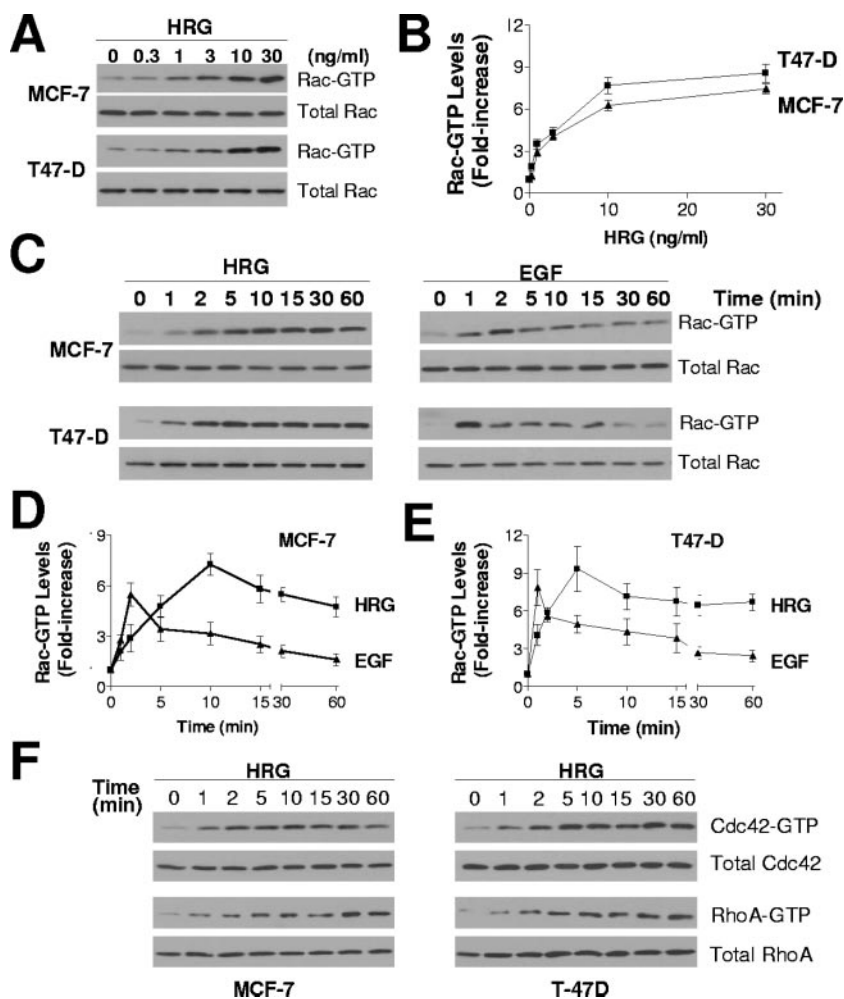 A
HRG
0 0.3 1 3 10 30 (ng/ml)
MCF-7
Rac-GTP
Total Rac
T47-D
Rac-GTP
Total Rac
B
Rac-GTP Levels
(Fold-increase)
12
9
6
3
0
0 10 20 30
HRG (ng/ml)
T47-D
MCF-7
C
HRG
0 1 2 5 10 15 30 60
EGF
0 1 2 5 10 15 30 60
Time (min)
MCF-7
Rac-GTP
Total Rac
T47-D
Rac-GTP
Total Rac
D
MCF-7
Rac-GTP Levels
(Fold-increase)
9
6
3
0
0 5 10 15 30 60
Time (min)
HRG
EGF
E
T47-D
Rac-GTP Levels
(Fold-increase)
12
9
6
3
0
0 5 10 15 30 60
Time (min)
HRG
EGF
F
Time
(min)
HRG
0 1 2 5 10 15 30 60
HRG
0 1 2 5 10 15 30 60
Cdc42-GTP
Total Cdc42
RhoA-GTP
Total RhoA
MCF-7
T-47D